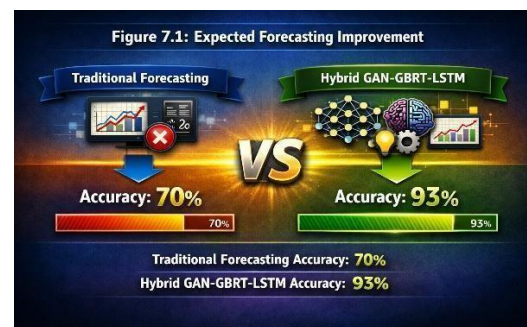 Figure 7.1: Expected Forecasting Improvement
Traditional Forecasting
Hybrid GAN-GBRT-LSTM
20
VS
Accuracy: 70%
Accuracy: 93%
70%
93%
Traditional Forecasting Accuracy: 70%
Hybrid GAN-GBRT-LSTM Accuracy: 93%